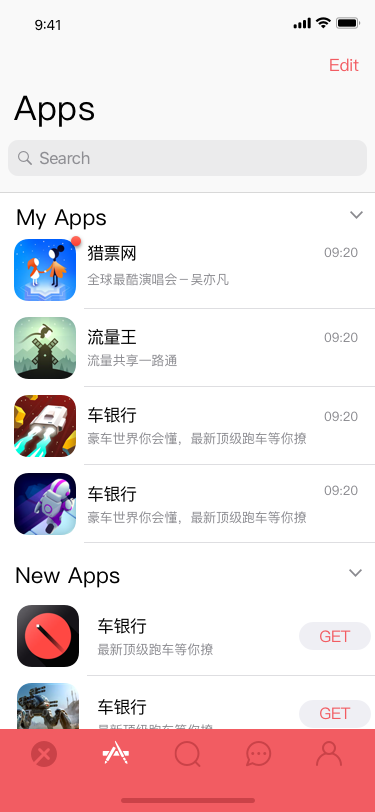 9:41
Edit
Apps
Search
My Apps
猎票网
09:20
全球最酷演唱会－吴亦凡
流量王
09:20
流量共享一路通
车银行
09:20
豪车世界你会懂，最新顶级跑车等你撩
车银行
09:20
豪车世界你会懂，最新顶级跑车等你撩
New Apps
车银行
最新顶级跑车等你撩
GET
车银行
最新顶级跑车等你撩
GET